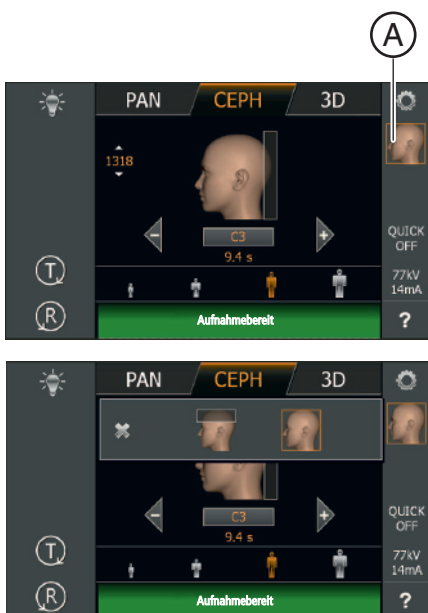 A
PAN CEPH 3D
1318
C3
9.4 s
QUICK
OFF
T
77kV
14mA
R
Aufnahmebereit
?
PAN CEPH 3D
C3
9.4 s
QUICK
OFF
T
77kV
14mA
R
Aufnahmebereit
?